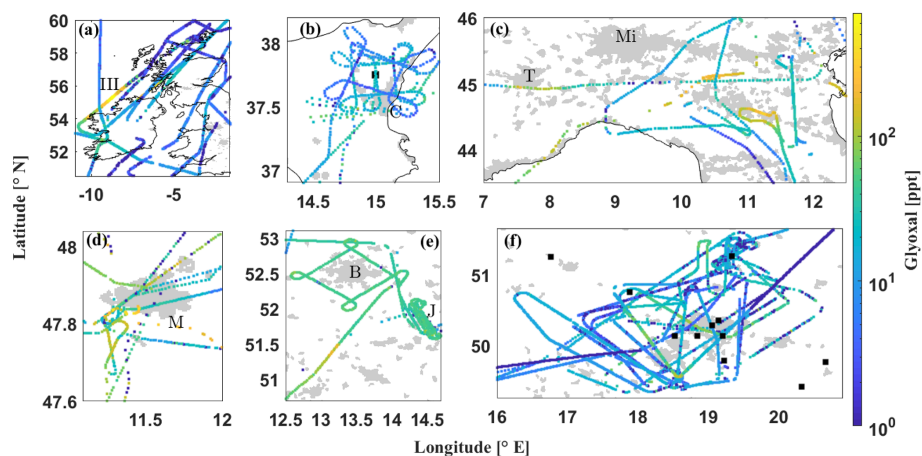 (a)
60
58
56
54
52
III
-10
-5
(b)
38
37.5
37
C
14.5
15
15.5
(c)
46
45
44
Mi
T
7
8
9
10
11
12
Latitude [° N]
(d)
48
47.8
47.6
M
11.5
12
(e)
53
52.5
52
51.5
51
B
J
12.5
13
13.5
14
14.5
(f)
51
50
16
17
18
19
20
Longitude [° E]
10²
10¹
10⁰
Glyoxal [ppt]